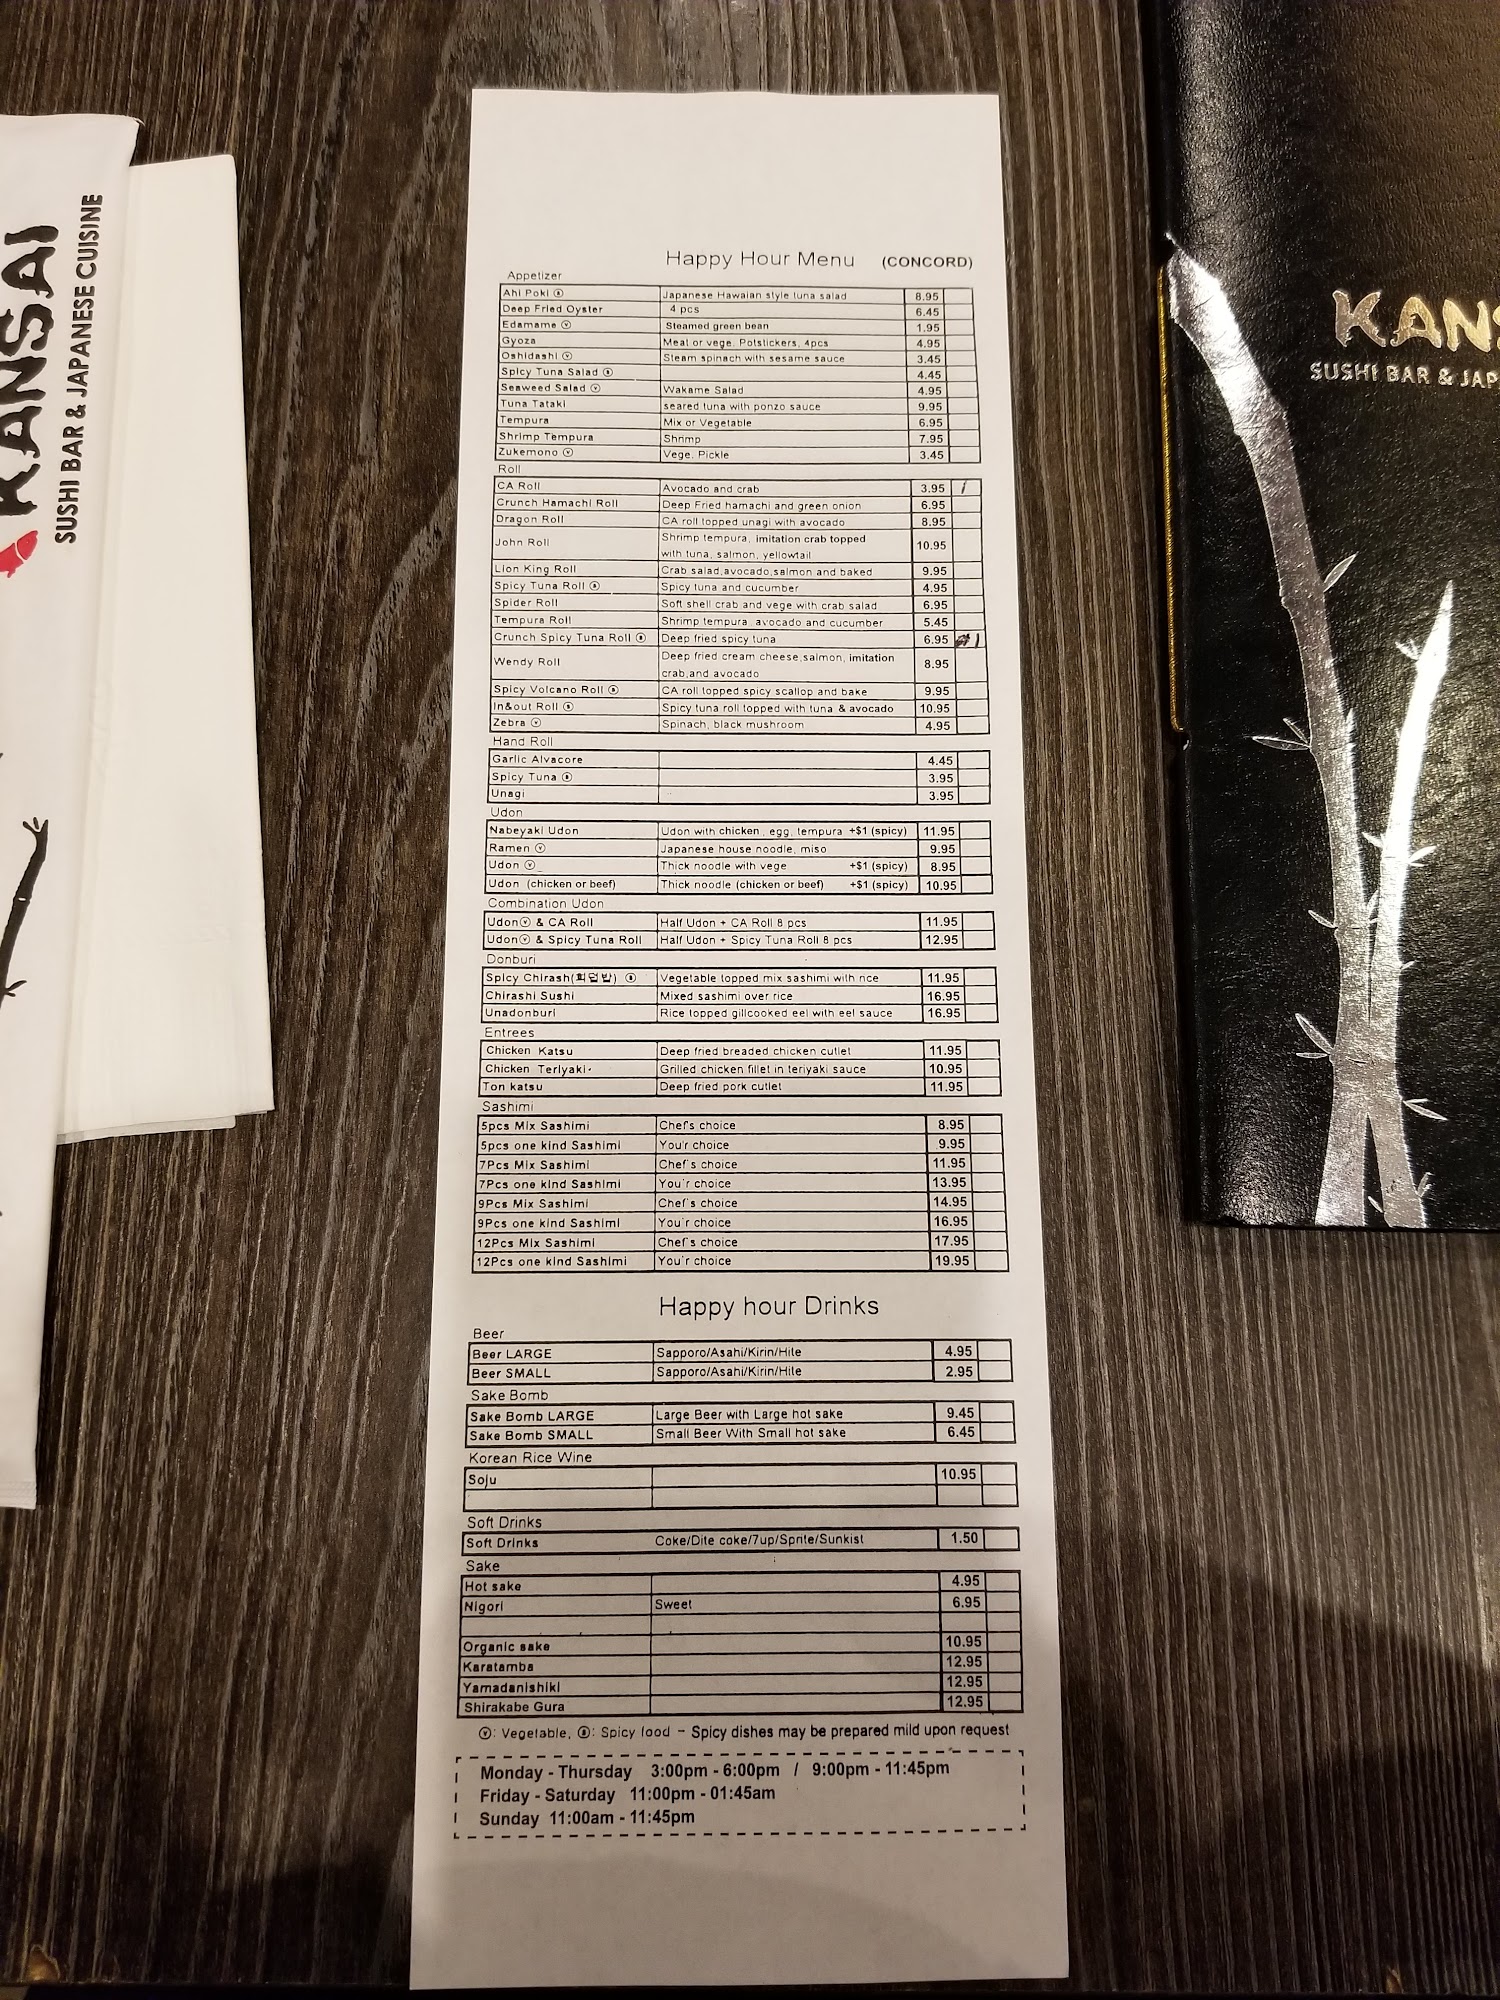 KANSAI
SUSHI BAR & JAPANESE CUISINE
KANS
SUSHI BAR & JAP
Happy Hour Menu (CONCORD)
Appetizer
Ahi Poki Ⓢ Japanese Hawaian style tuna salad 8.95
Deep Fried Oyster 4 pcs 6.45
Edamame ⓥ Steamed green bean 1.95
Gyoza Meat or vege. Potstickers, 4pcs 4.95
Oshidashi ⓥ Steam spinach with sesame sauce 3.45
Spicy Tuna Salad Ⓢ 4.45
Seaweed Salad ⓥ Wakame Salad 4.95
Tuna Tataki seared tuna with ponzo sauce 9.95
Tempura Mix or Vegetable 6.95
Shrimp Tempura Shrimp 7.95
Zukemono ⓥ Vege. Pickle 3.45
Roll
CA Roll Avocado and crab 3.95 1
Crunch Hamachi Roll Deep Fried hamachi and green onion 6.95
Dragon Roll CA roll topped unagi with avocado 8.95
John Roll Shrimp tempura, imitation crab topped
with tuna, salmon, yellowtail 10.95
Lion King Roll Crab salad,avocado,salmon and baked 9.95
Spicy Tuna Roll Ⓢ Spicy tuna and cucumber 4.95
Spider Roll Soft shell crab and vege with crab salad 6.95
Tempura Roll Shrimp tempura, avocado and cucumber 5.45
Crunch Spicy Tuna Roll Ⓢ Deep fried spicy tuna 6.95 1
Wendy Roll Deep fried cream cheese,salmon, imitation
crab,and avocado 8.95
Spicy Volcano Roll Ⓢ CA roll topped spicy scallop and bake 9.95
In&out Roll Ⓢ Spicy tuna roll topped with tuna & avocado 10.95
Zebra ⓥ Spinach, black mushroom 4.95
Hand Roll
Garlic Alvacore 4.45
Spicy Tuna Ⓢ 3.95
Unagi 3.95
Udon
Nabeyaki Udon Udon with chicken, egg, tempura +$1 (spicy) 11.95
Ramen ⓥ Japanese house noodle, miso 9.95
Udon ⓥ Thick noodle with vege +$1 (spicy) 8.95
Udon (chicken or beef) Thick noodle (chicken or beef) +$1 (spicy) 10.95
Combination Udon
Udonⓥ & CA Roll Half Udon + CA Roll 8 pcs 11.95
Udonⓥ & Spicy Tuna Roll Half Udon + Spicy Tuna Roll 8 pcs 12.95
Donburi
Spicy Chirash(회덥밥) Ⓢ Vegetable topped mix sashimi with rice 11.95
Chirashi Sushi Mixed sashimi over rice 16.95
Unadonburi Rice topped gillcooked eel with eel sauce 16.95
Entrees
Chicken Katsu Deep fried breaded chicken cutlet 11.95
Chicken Teriyaki Grilled chicken fillet in teriyaki sauce 10.95
Ton katsu Deep fried pork cutlet 11.95
Sashimi
5pcs Mix Sashimi Chef's choice 8.95
5pcs one kind Sashimi You'r choice 9.95
7Pcs Mix Sashimi Chef's choice 11.95
7Pcs one kind Sashimi You'r choice 13.95
9Pcs Mix Sashimi Chef's choice 14.95
9Pcs one kind Sashimi You'r choice 16.95
12Pcs Mix Sashimi Chef's choice 17.95
12Pcs one kind Sashimi You'r choice 19.95
Happy hour Drinks
Beer
Beer LARGE Sapporo/Asahi/Kirin/Hite 4.95
Beer SMALL Sapporo/Asahi/Kirin/Hite 2.95
Sake Bomb
Sake Bomb LARGE Large Beer with Large hot sake 9.45
Sake Bomb SMALL Small Beer With Small hot sake 6.45
Korean Rice Wine
Soju 10.95
Soft Drinks
Soft Drinks Coke/Dite coke/7up/Sprite/Sunkist 1.50
Sake
Hot sake 4.95
Nigori Sweet 6.95
Organic sake 10.95
Karatamba 12.95
Yamadanishiki 12.95
Shirakabe Gura 12.95
ⓥ: Vegetable, Ⓢ: Spicy food - Spicy dishes may be prepared mild upon request
Monday - Thursday 3:00pm - 6:00pm / 9:00pm - 11:45pm
Friday - Saturday 11:00pm - 01:45am
Sunday 11:00am - 11:45pm